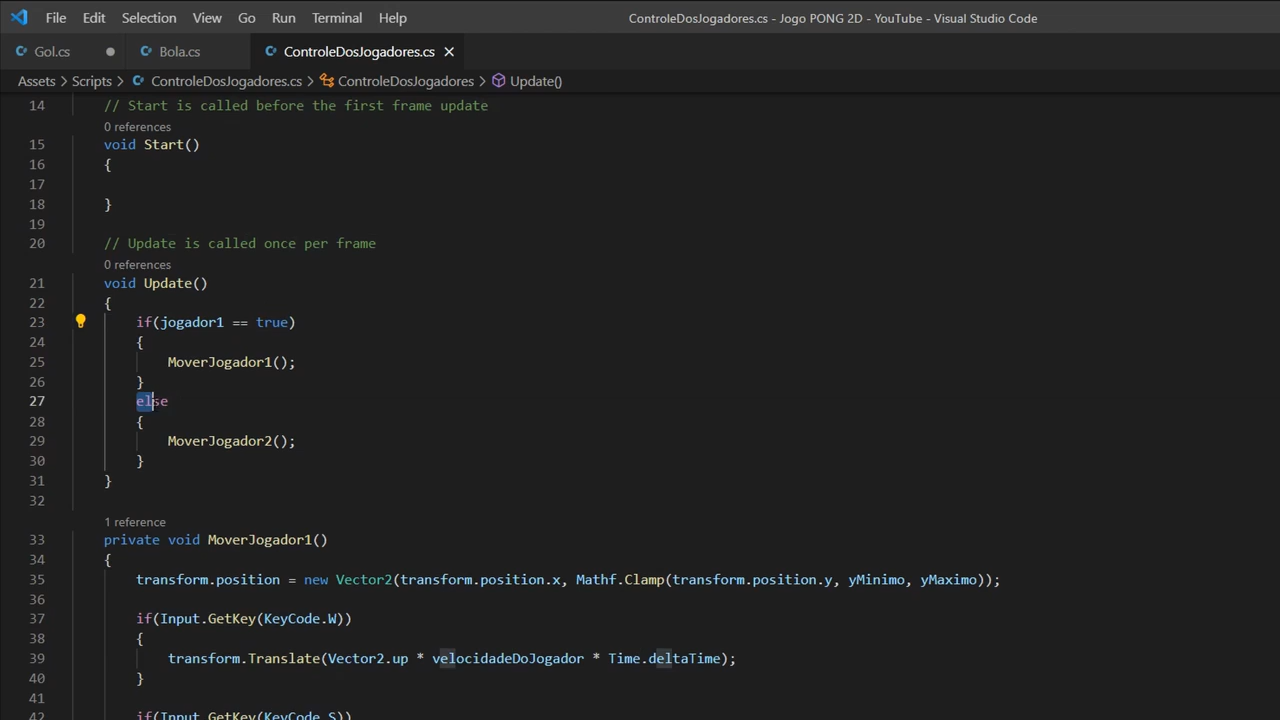 File Edit Selection View Go Run Terminal Help ControleDosJogadores.cs - Jogo PONG 2D - YouTube - Visual Studio Code
Gol.cs Bola.cs ControleDosJogadores.cs
Assets > Scripts > ControleDosJogadores.cs > ControleDosJogadores > Update()
14 // Start is called before the first frame update
0 references
15 void Start()
16 {
17
18 }
19
20 // Update is called once per frame
0 references
21 void Update()
22 {
23 if(jogador1 == true)
24 {
25 MoverJogador1();
26 }
27 else
28 {
29 MoverJogador2();
30 }
31 }
32
1 reference
33 private void MoverJogador1()
34 {
35 transform.position = new Vector2(transform.position.x, Mathf.Clamp(transform.position.y, yMinimo, yMaximo));
36
37 if(Input.GetKey(KeyCode.W))
38 {
39 transform.Translate(Vector2.up * velocidadeDoJogador * Time.deltaTime);
40 }
41
42 if(Input.GetKey(KeyCode.S))